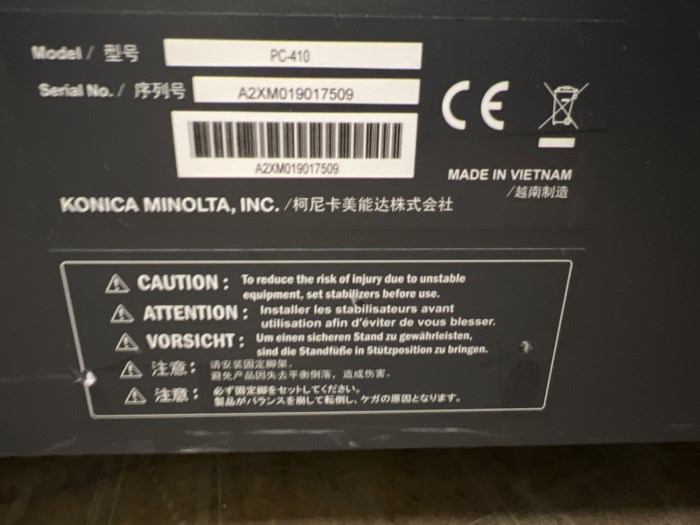 Model / 型号 PC-410
Serial No. / 序列号 A2XM019017509
A2XM019017509
MADE IN VIETNAM
/越南制造
KONICA MINOLTA, INC. /柯尼卡美能达株式会社
CAUTION : To reduce the risk of injury due to unstable
equipment, set stabilizers before use.
ATTENTION : Installer les stabilisateurs avant
utilisation afin d'éviter de vous blesser.
VORSICHT : Um einen sicheren Stand zu gewährleisten,
sind die Standfüße in Stützposition zu bringen.
注意: 请安装固定脚架。
避免产品因失去平衡倒落，造成伤害。
注意: 必ず固定脚をセットしてください。
製品がバランスを崩して転倒し、ケガの原因となります。